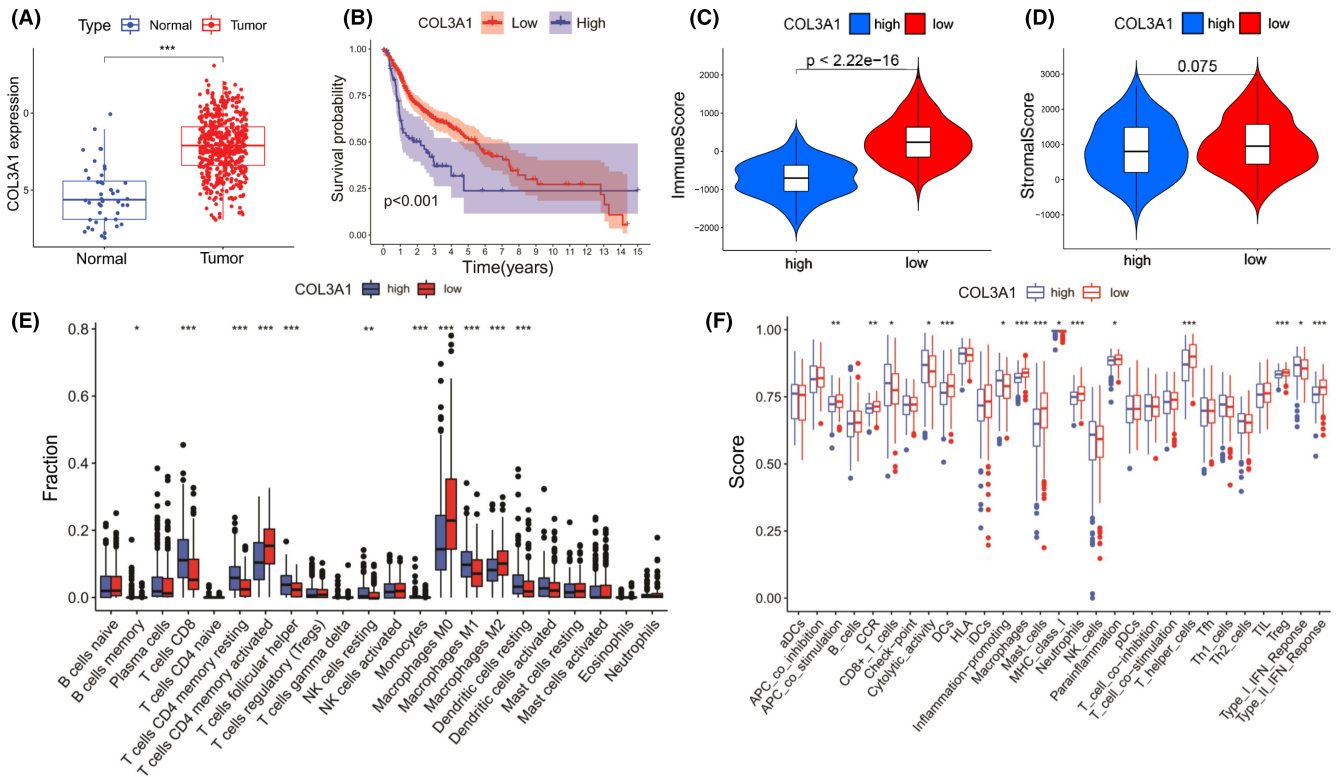 (A)
Type Normal Tumor
***
COL3A1 expression
0
5
Normal Tumor
(B)
COL3A1 Low High
Survival probability
1.00
0.75
0.50
0.25
0.00
p<0.001
0 1 2 3 4 5 6 7 8 9 10 11 12 13 14 15
Time(years)
(C)
COL3A1 high low
p < 2.22e-16
ImmuneScore
2000
1000
0
-1000
-2000
high low
(D)
COL3A1 high low
0.075
StromalScore
3000
2000
1000
0
-1000
high low
(E)
COL3A1 high low
* *** *** *** *** ** *** *** *** *** ***
Fraction
0.8
0.6
0.4
0.2
0.0
B cells naive
B cells memory
Plasma cells
T cells CD8
T cells CD4 naive
T cells CD4 memory resting
T cells CD4 memory activated
T cells follicular helper
T cells regulatory (Tregs)
T cells gamma delta
NK cells resting
NK cells activated
Monocytes
Macrophages M0
Macrophages M1
Macrophages M2
Dendritic cells resting
Dendritic cells activated
Mast cells resting
Mast cells activated
Eosinophils
Neutrophils
(F)
COL3A1 high low
** ** * * *** * *** *** * *** * *** *** * ***
Score
1.00
0.75
0.50
0.25
0.00
aDCs
APC_co_inhibition
APC_co_stimulation
B_cells
CCR
CD8+_T_cells
Check-point
Cytolytic_activity
DCs
HLA
iDCs
Inflammation-promoting
Macrophages
Mast_cells
MHC_class_I
Neutrophils
NK_cells
Parainflammation
pDCs
T_cell_co-inhibition
T_cell_co-stimulation
T_helper_cells
Tfh
Th1_cells
Th2_cells
TIL
Treg
Type_I_IFN_Reponse
Type_II_IFN_Reponse